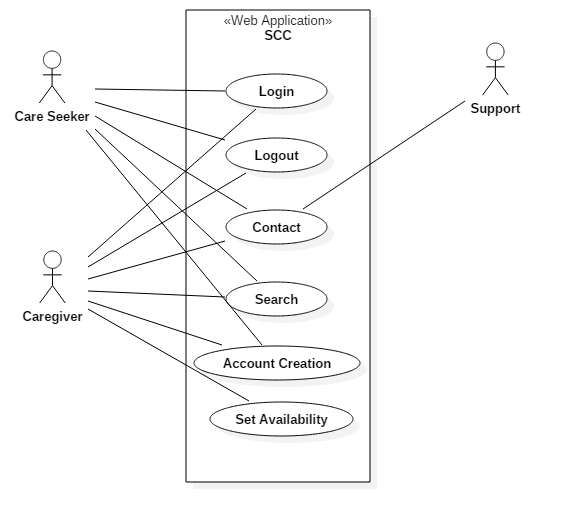 «Web Application»
SCC
Care Seeker
Login
Support
Logout
Contact
Caregiver
Search
Account Creation
Set Availability